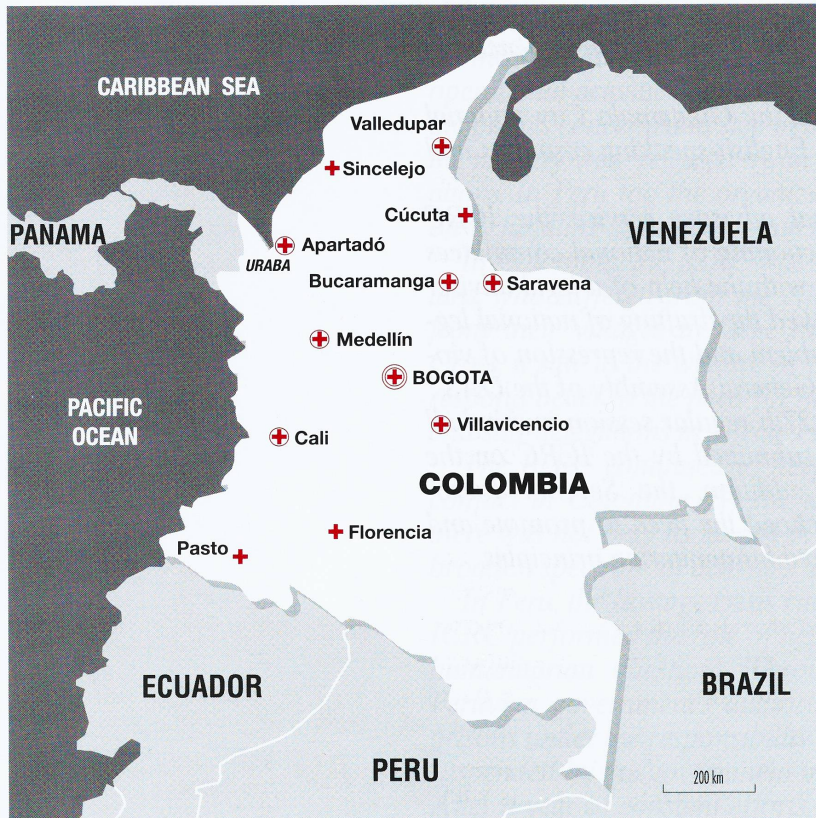 CARIBBEAN SEA
Valledupar
Sincelejo
Cúcuta
PANAMA
VENEZUELA
Apartadó
URABA
Bucaramanga
Saravena
Medellín
BOGOTA
PACIFIC
OCEAN
Cali
Villavicencio
COLOMBIA
Florencia
Pasto
ECUADOR
BRAZIL
PERU
200 km